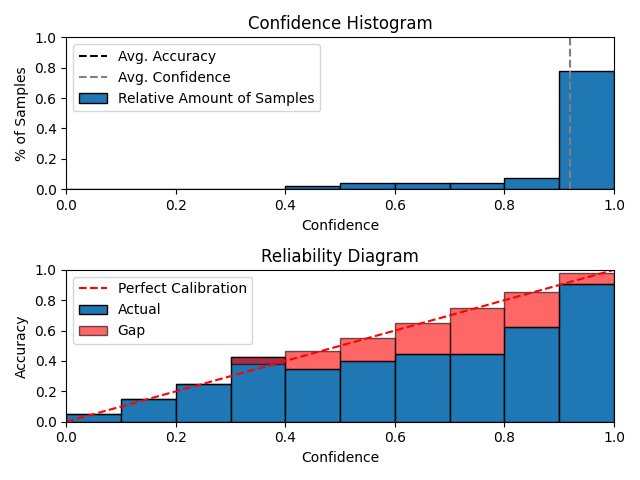 Confidence Histogram
1.0
0.8
0.6
0.4
0.2
0.0
% of Samples
Avg. Accuracy
Avg. Confidence
Relative Amount of Samples
0.0 0.2 0.4 0.6 0.8 1.0
Confidence
Reliability Diagram
1.0
0.8
0.6
0.4
0.2
0.0
Accuracy
Perfect Calibration
Actual
Gap
0.0 0.2 0.4 0.6 0.8 1.0
Confidence